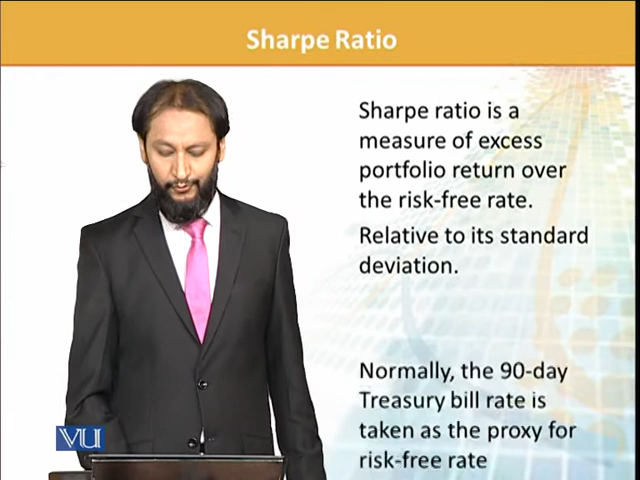 Sharpe Ratio
Sharpe ratio is a
measure of excess
portfolio return over
the risk-free rate.
Relative to its standard
deviation.
Normally, the 90-day
Treasury bill rate is
taken as the proxy for
risk-free rate
VU